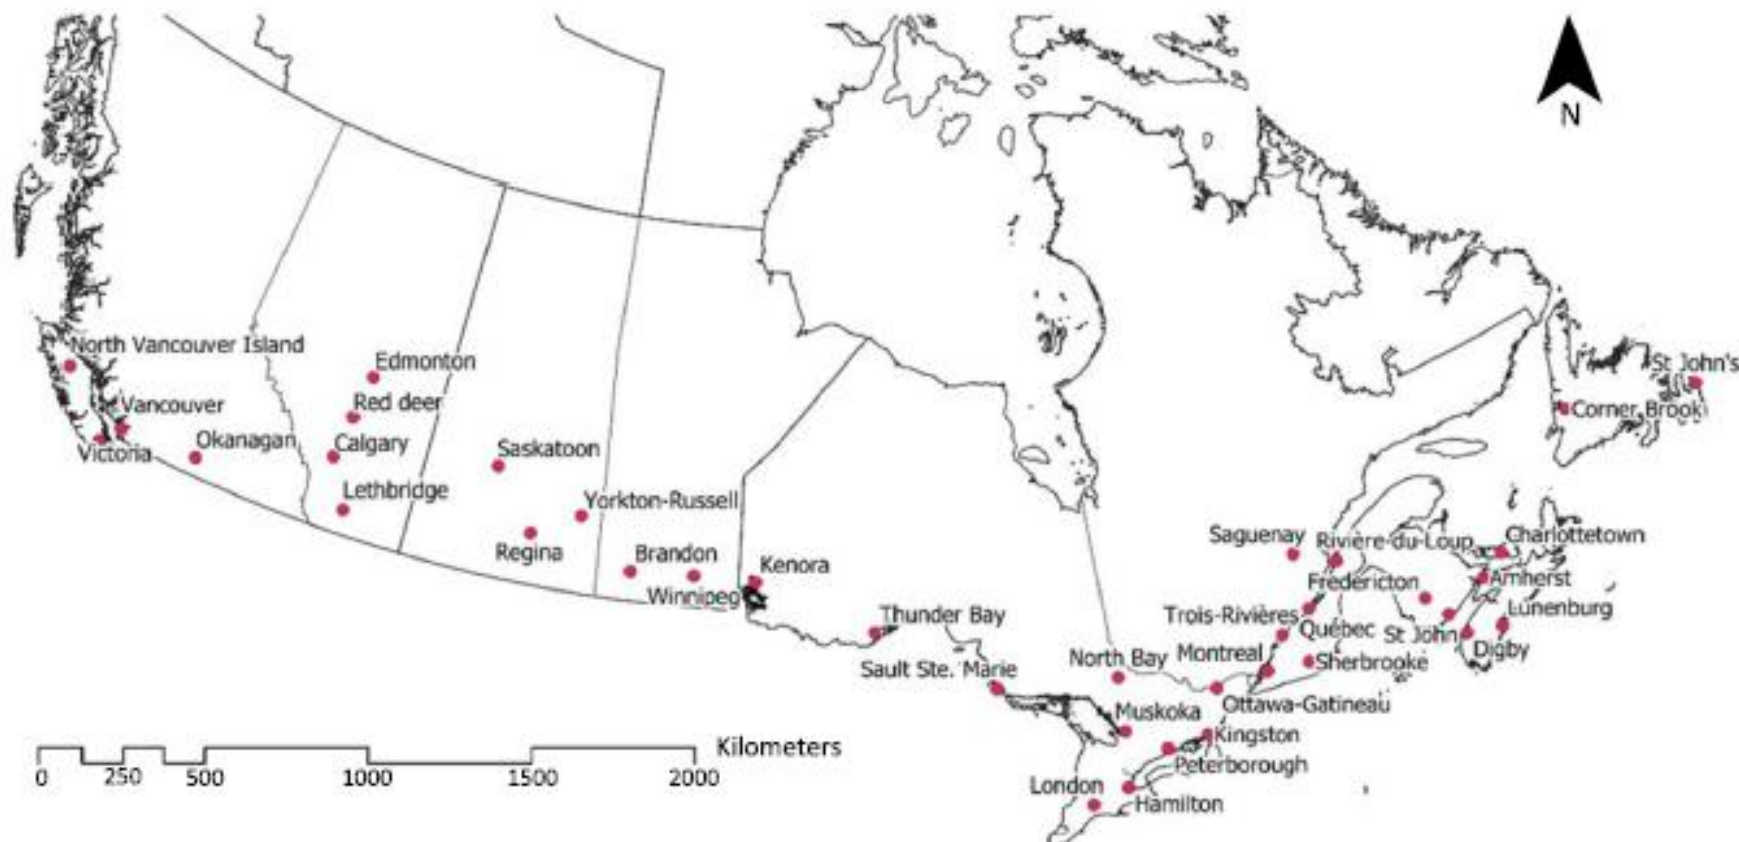 N
North Vancouver Island
Edmonton
St John's
Red deer
Vancouver
Corner Brook
Okanagan
Calgary
Victoria
Saskatoon
Lethbridge
Yorkton-Russell
Saguenay
Rivière-du-Loup
Charlottetown
Regina
Brandon
Kenora
Fredericton
Amherst
Winnipeg
Thunder Bay
Trois-Rivières
Lunenburg
Québec
St John
Digby
North Bay
Montreal
Sherbrooke
Sault Ste. Marie
Ottawa-Gatineau
Muskoka
Kingston
Kilometers
Peterborough
0 250 500 1000 1500 2000
London
Hamilton